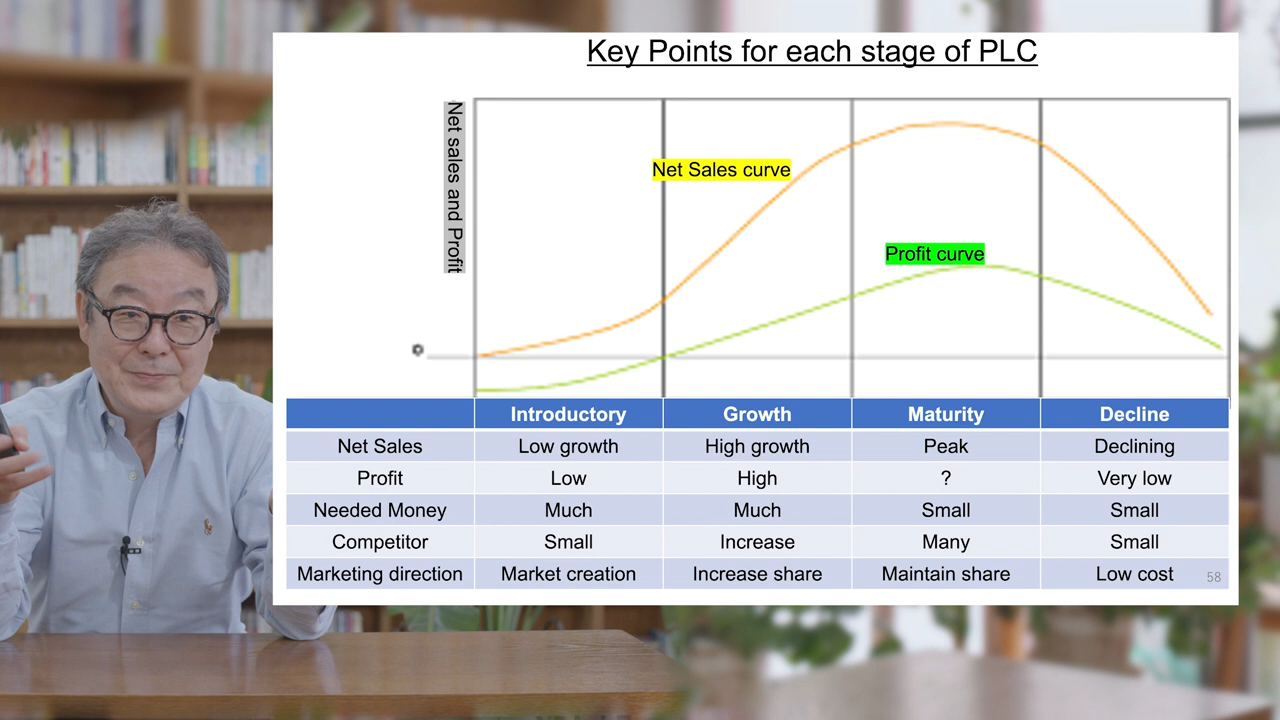 Key Points for each stage of PLC
Net sales and Profit
Net Sales curve
Profit curve
0
Introductory Growth Maturity Decline
Net Sales Low growth High growth Peak Declining
Profit Low High ? Very low
Needed Money Much Much Small Small
Competitor Small Increase Many Small
Marketing direction Market creation Increase share Maintain share Low cost
58